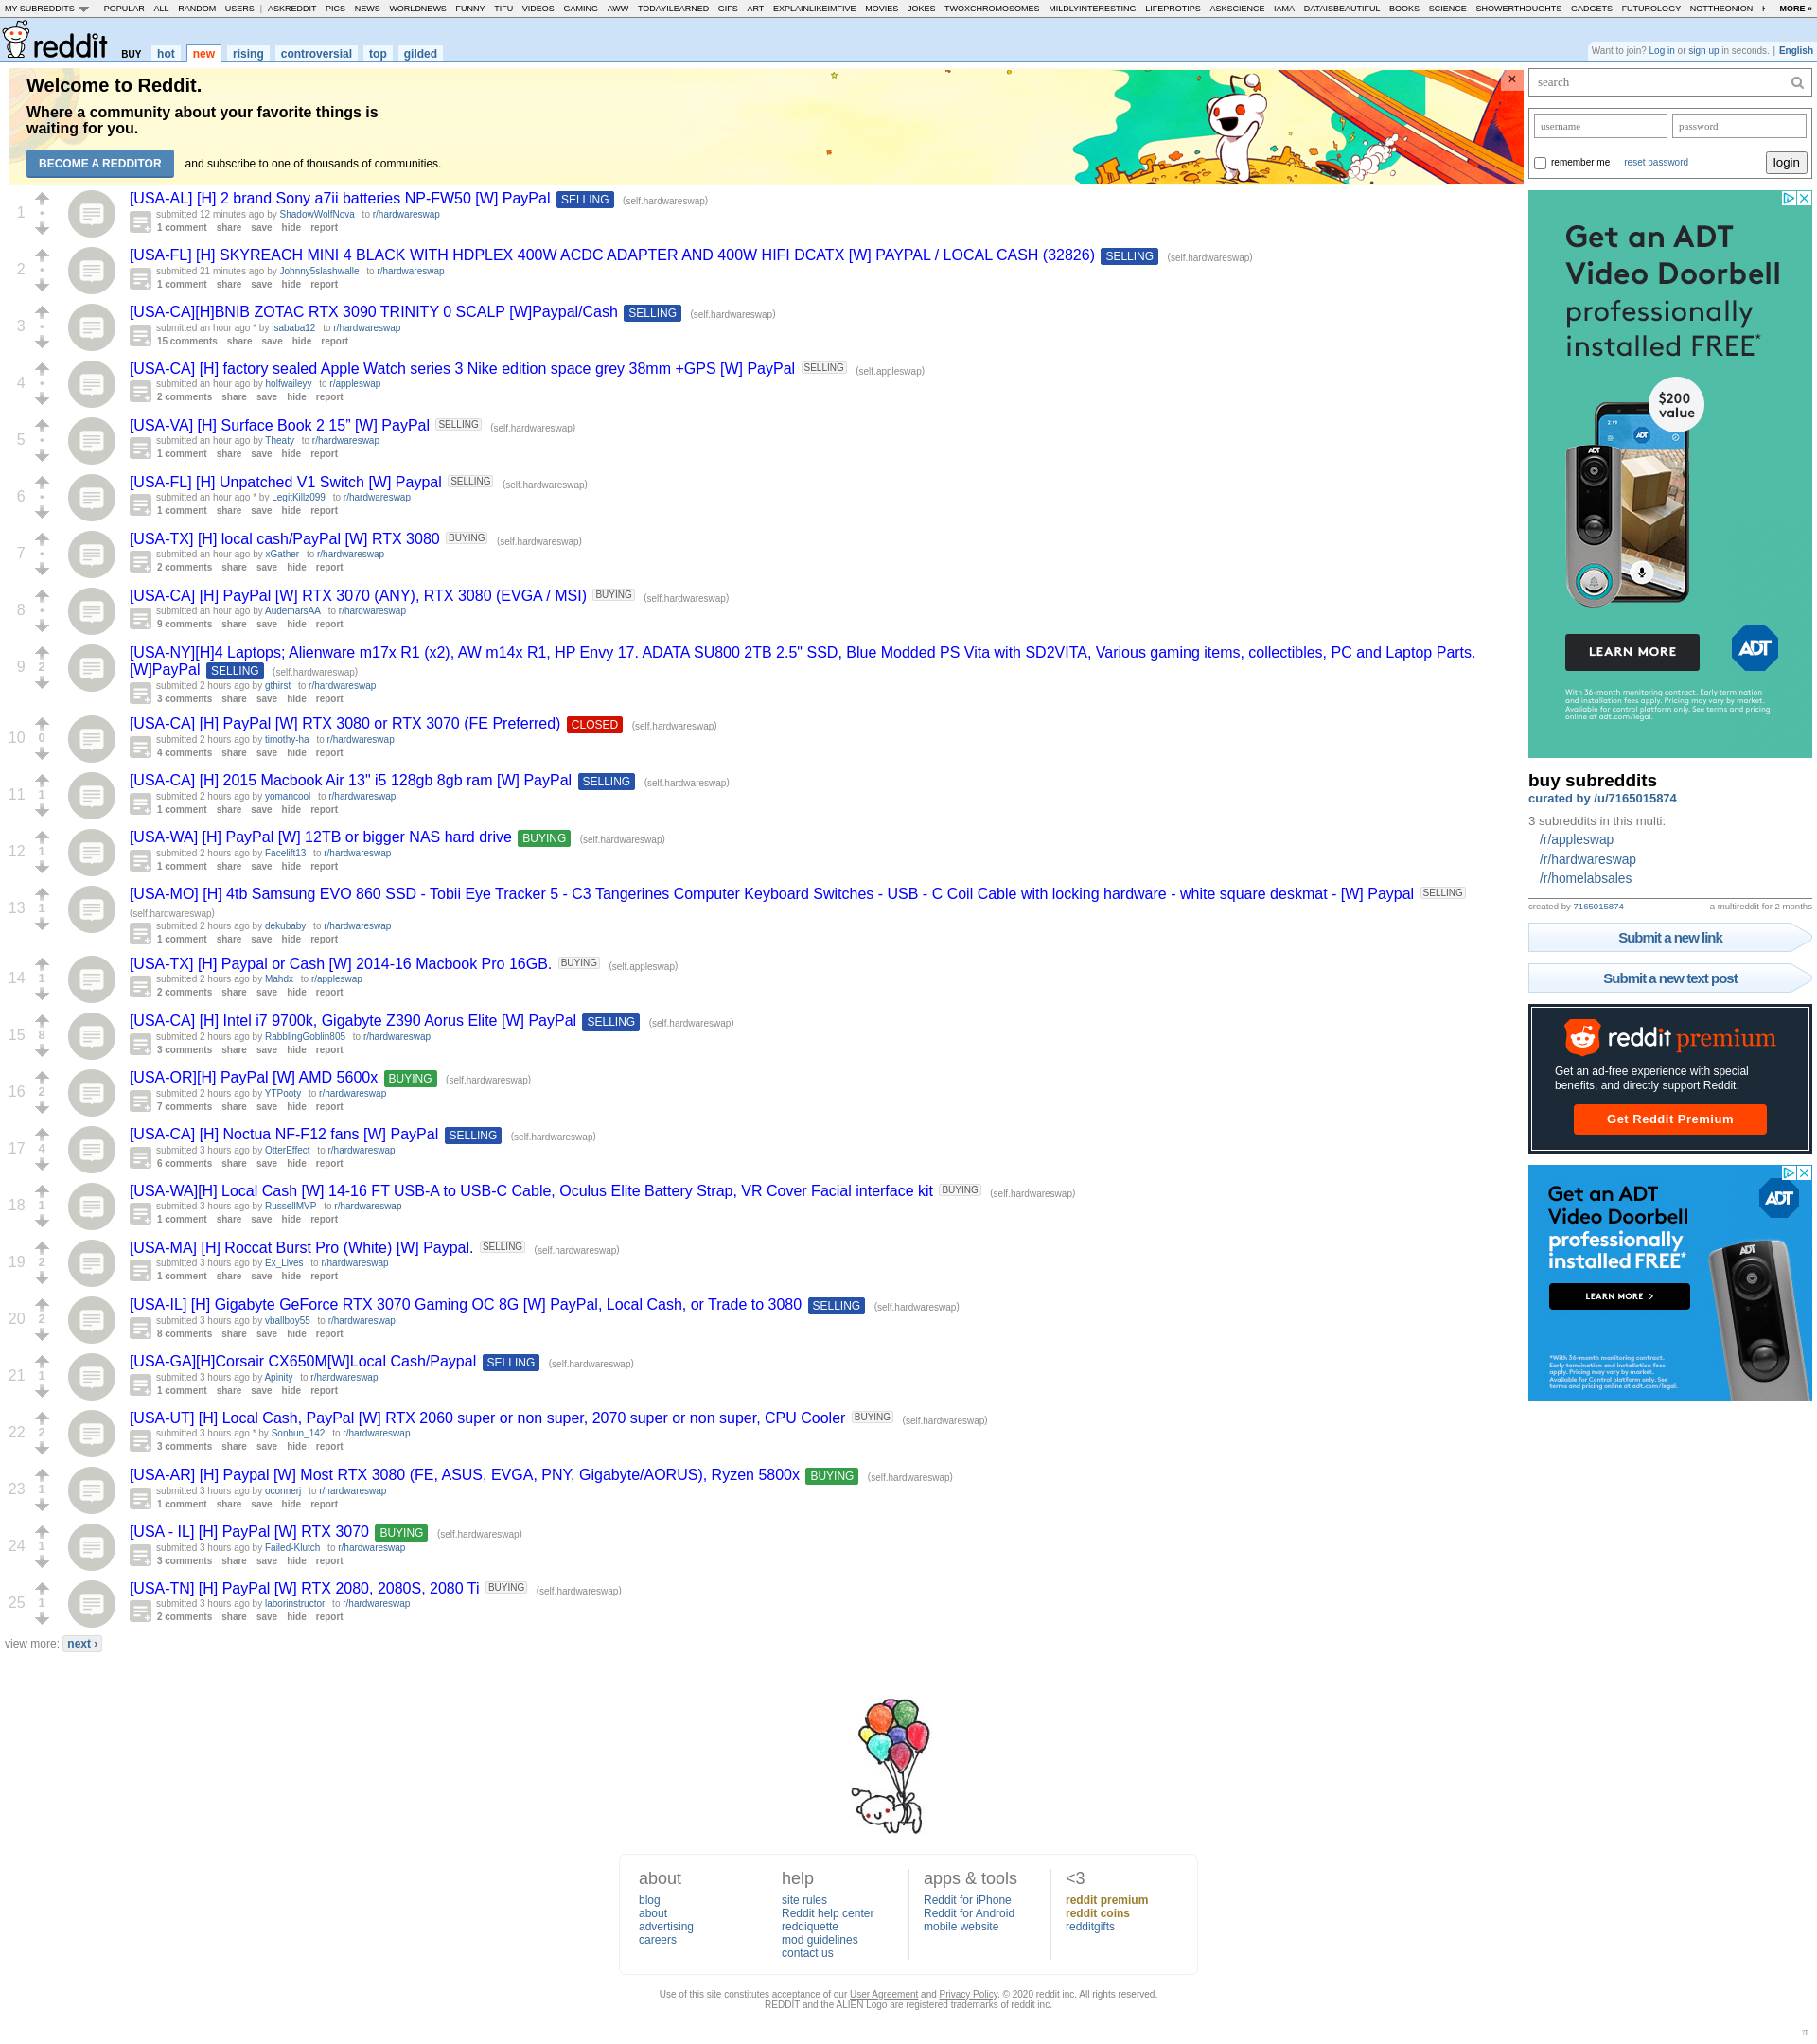 MY SUBREDDITS POPULAR - ALL - RANDOM - USERS | ASKREDDIT - PICS - NEWS - WORLDNEWS - FUNNY - TIFU - VIDEOS - GAMING - AWW - TODAYILEARNED - GIFS - ART - EXPLAINLIKEIMFIVE - MOVIES - JOKES - TWOXCHROMOSOMES - MILDLYINTERESTING - LIFEPROTIPS - ASKSCIENCE - IAMA - DATAISBEAUTIFUL - BOOKS - SCIENCE - SHOWERTHOUGHTS - GADGETS - FUTUROLOGY - NOTTHEONION - MORE »
reddit BUY hot new rising controversial top gilded
Want to join? Log in or sign up in seconds. | English
Welcome to Reddit.
Where a community about your favorite things is
waiting for you.
BECOME A REDDITOR and subscribe to one of thousands of communities.
×
1
[USA-AL] [H] 2 brand Sony a7ii batteries NP-FW50 [W] PayPal SELLING (self.hardwareswap)
submitted 12 minutes ago by ShadowWolfNova to r/hardwareswap
1 comment share save hide report
2
[USA-FL] [H] SKYREACH MINI 4 BLACK WITH HDPLEX 400W ACDC ADAPTER AND 400W HIFI DCATX [W] PAYPAL / LOCAL CASH (32826) SELLING (self.hardwareswap)
submitted 21 minutes ago by Johnny5slashwalle to r/hardwareswap
1 comment share save hide report
3
[USA-CA][H]BNIB ZOTAC RTX 3090 TRINITY 0 SCALP [W]Paypal/Cash SELLING (self.hardwareswap)
submitted an hour ago * by isababa12 to r/hardwareswap
15 comments share save hide report
4
[USA-CA] [H] factory sealed Apple Watch series 3 Nike edition space grey 38mm +GPS [W] PayPal SELLING (self.appleswap)
submitted an hour ago by holfwaileyy to r/appleswap
2 comments share save hide report
5
[USA-VA] [H] Surface Book 2 15” [W] PayPal SELLING (self.hardwareswap)
submitted an hour ago by Theaty to r/hardwareswap
1 comment share save hide report
6
[USA-FL] [H] Unpatched V1 Switch [W] Paypal SELLING (self.hardwareswap)
submitted an hour ago * by LegitKillz099 to r/hardwareswap
1 comment share save hide report
7
[USA-TX] [H] local cash/PayPal [W] RTX 3080 BUYING (self.hardwareswap)
submitted an hour ago by xGather to r/hardwareswap
2 comments share save hide report
8
[USA-CA] [H] PayPal [W] RTX 3070 (ANY), RTX 3080 (EVGA / MSI) BUYING (self.hardwareswap)
submitted an hour ago by AudemarsAA to r/hardwareswap
9 comments share save hide report
9 2
[USA-NY][H]4 Laptops; Alienware m17x R1 (x2), AW m14x R1, HP Envy 17. ADATA SU800 2TB 2.5" SSD, Blue Modded PS Vita with SD2VITA, Various gaming items, collectibles, PC and Laptop Parts.
[W]PayPal SELLING (self.hardwareswap)
submitted 2 hours ago by gthirst to r/hardwareswap
3 comments share save hide report
10 0
[USA-CA] [H] PayPal [W] RTX 3080 or RTX 3070 (FE Preferred) CLOSED (self.hardwareswap)
submitted 2 hours ago by timothy-ha to r/hardwareswap
4 comments share save hide report
11 1
[USA-CA] [H] 2015 Macbook Air 13" i5 128gb 8gb ram [W] PayPal SELLING (self.hardwareswap)
submitted 2 hours ago by yomancool to r/hardwareswap
1 comment share save hide report
12 1
[USA-WA] [H] PayPal [W] 12TB or bigger NAS hard drive BUYING (self.hardwareswap)
submitted 2 hours ago by Facelift13 to r/hardwareswap
1 comment share save hide report
13 1
[USA-MO] [H] 4tb Samsung EVO 860 SSD - Tobii Eye Tracker 5 - C3 Tangerines Computer Keyboard Switches - USB - C Coil Cable with locking hardware - white square deskmat - [W] Paypal SELLING
(self.hardwareswap)
submitted 2 hours ago by dekubaby to r/hardwareswap
1 comment share save hide report
14 1
[USA-TX] [H] Paypal or Cash [W] 2014-16 Macbook Pro 16GB. BUYING (self.appleswap)
submitted 2 hours ago by Mahdx to r/appleswap
2 comments share save hide report
15 8
[USA-CA] [H] Intel i7 9700k, Gigabyte Z390 Aorus Elite [W] PayPal SELLING (self.hardwareswap)
submitted 2 hours ago by RabblingGoblin805 to r/hardwareswap
3 comments share save hide report
16 2
[USA-OR][H] PayPal [W] AMD 5600x BUYING (self.hardwareswap)
submitted 2 hours ago by YTPooty to r/hardwareswap
7 comments share save hide report
17 4
[USA-CA] [H] Noctua NF-F12 fans [W] PayPal SELLING (self.hardwareswap)
submitted 3 hours ago by OtterEffect to r/hardwareswap
6 comments share save hide report
18 1
[USA-WA][H] Local Cash [W] 14-16 FT USB-A to USB-C Cable, Oculus Elite Battery Strap, VR Cover Facial interface kit BUYING (self.hardwareswap)
submitted 3 hours ago by RussellMVP to r/hardwareswap
1 comment share save hide report
19 2
[USA-MA] [H] Roccat Burst Pro (White) [W] Paypal. SELLING (self.hardwareswap)
submitted 3 hours ago by Ex_Lives to r/hardwareswap
1 comment share save hide report
20 2
[USA-IL] [H] Gigabyte GeForce RTX 3070 Gaming OC 8G [W] PayPal, Local Cash, or Trade to 3080 SELLING (self.hardwareswap)
submitted 3 hours ago by vballboy55 to r/hardwareswap
8 comments share save hide report
21 1
[USA-GA][H]Corsair CX650M[W]Local Cash/Paypal SELLING (self.hardwareswap)
submitted 3 hours ago by Apinity to r/hardwareswap
1 comment share save hide report
22 2
[USA-UT] [H] Local Cash, PayPal [W] RTX 2060 super or non super, 2070 super or non super, CPU Cooler BUYING (self.hardwareswap)
submitted 3 hours ago * by Sonbun_142 to r/hardwareswap
3 comments share save hide report
23 1
[USA-AR] [H] Paypal [W] Most RTX 3080 (FE, ASUS, EVGA, PNY, Gigabyte/AORUS), Ryzen 5800x BUYING (self.hardwareswap)
submitted 3 hours ago by oconnerj to r/hardwareswap
1 comment share save hide report
24 1
[USA - IL] [H] PayPal [W] RTX 3070 BUYING (self.hardwareswap)
submitted 3 hours ago by Failed-Klutch to r/hardwareswap
3 comments share save hide report
25 1
[USA-TN] [H] PayPal [W] RTX 2080, 2080S, 2080 Ti BUYING (self.hardwareswap)
submitted 3 hours ago by laborinstructor to r/hardwareswap
2 comments share save hide report
view more: next ›
search
username password
remember me reset password login
Get an ADT
Video Doorbell
professionally
installed FREE*
$200
value
2:19
ADT
ADT
LEARN MORE
ADT
With 36-month monitoring contract. Early termination
and installation fees apply. Pricing may vary by market.
Available for control platform only. See terms and pricing
online at adt.com/legal.
buy subreddits
curated by /u/7165015874
3 subreddits in this multi:
/r/appleswap
/r/hardwareswap
/r/homelabsales
created by 7165015874 a multireddit for 2 months
Submit a new link
Submit a new text post
reddit premium
Get an ad-free experience with special
benefits, and directly support Reddit.
Get Reddit Premium
Get an ADT
Video Doorbell
professionally
installed FREE*
ADT
ADT
LEARN MORE >
*With 36-month monitoring contract.
Early termination and installation fees
apply. Pricing may vary by market.
Available for Control platform only. See
terms and pricing online at adt.com/legal.
about
blog
about
advertising
careers
help
site rules
Reddit help center
reddiquette
mod guidelines
contact us
apps & tools
Reddit for iPhone
Reddit for Android
mobile website
<3
reddit premium
reddit coins
redditgifts
Use of this site constitutes acceptance of our User Agreement and Privacy Policy. © 2020 reddit inc. All rights reserved.
REDDIT and the ALIEN Logo are registered trademarks of reddit inc.
π